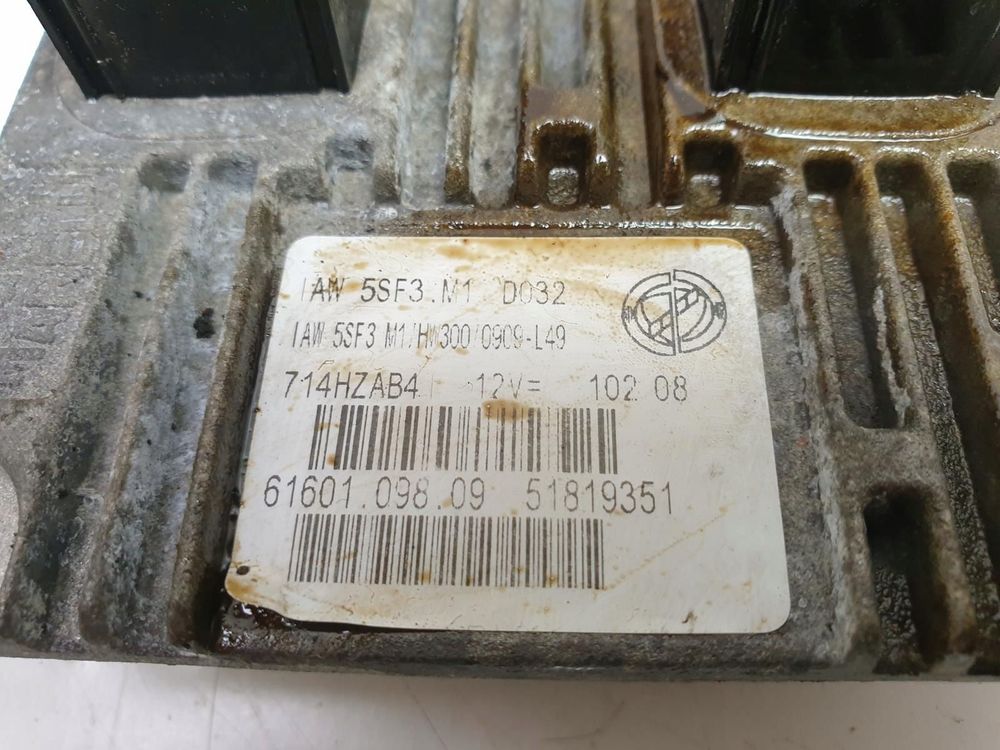 IAW 5SF3.M1 D032
IAW 5SF3 M1/HW300/0909-L49
714HZAB4 12V= 102 08
61601.098.09 51819351